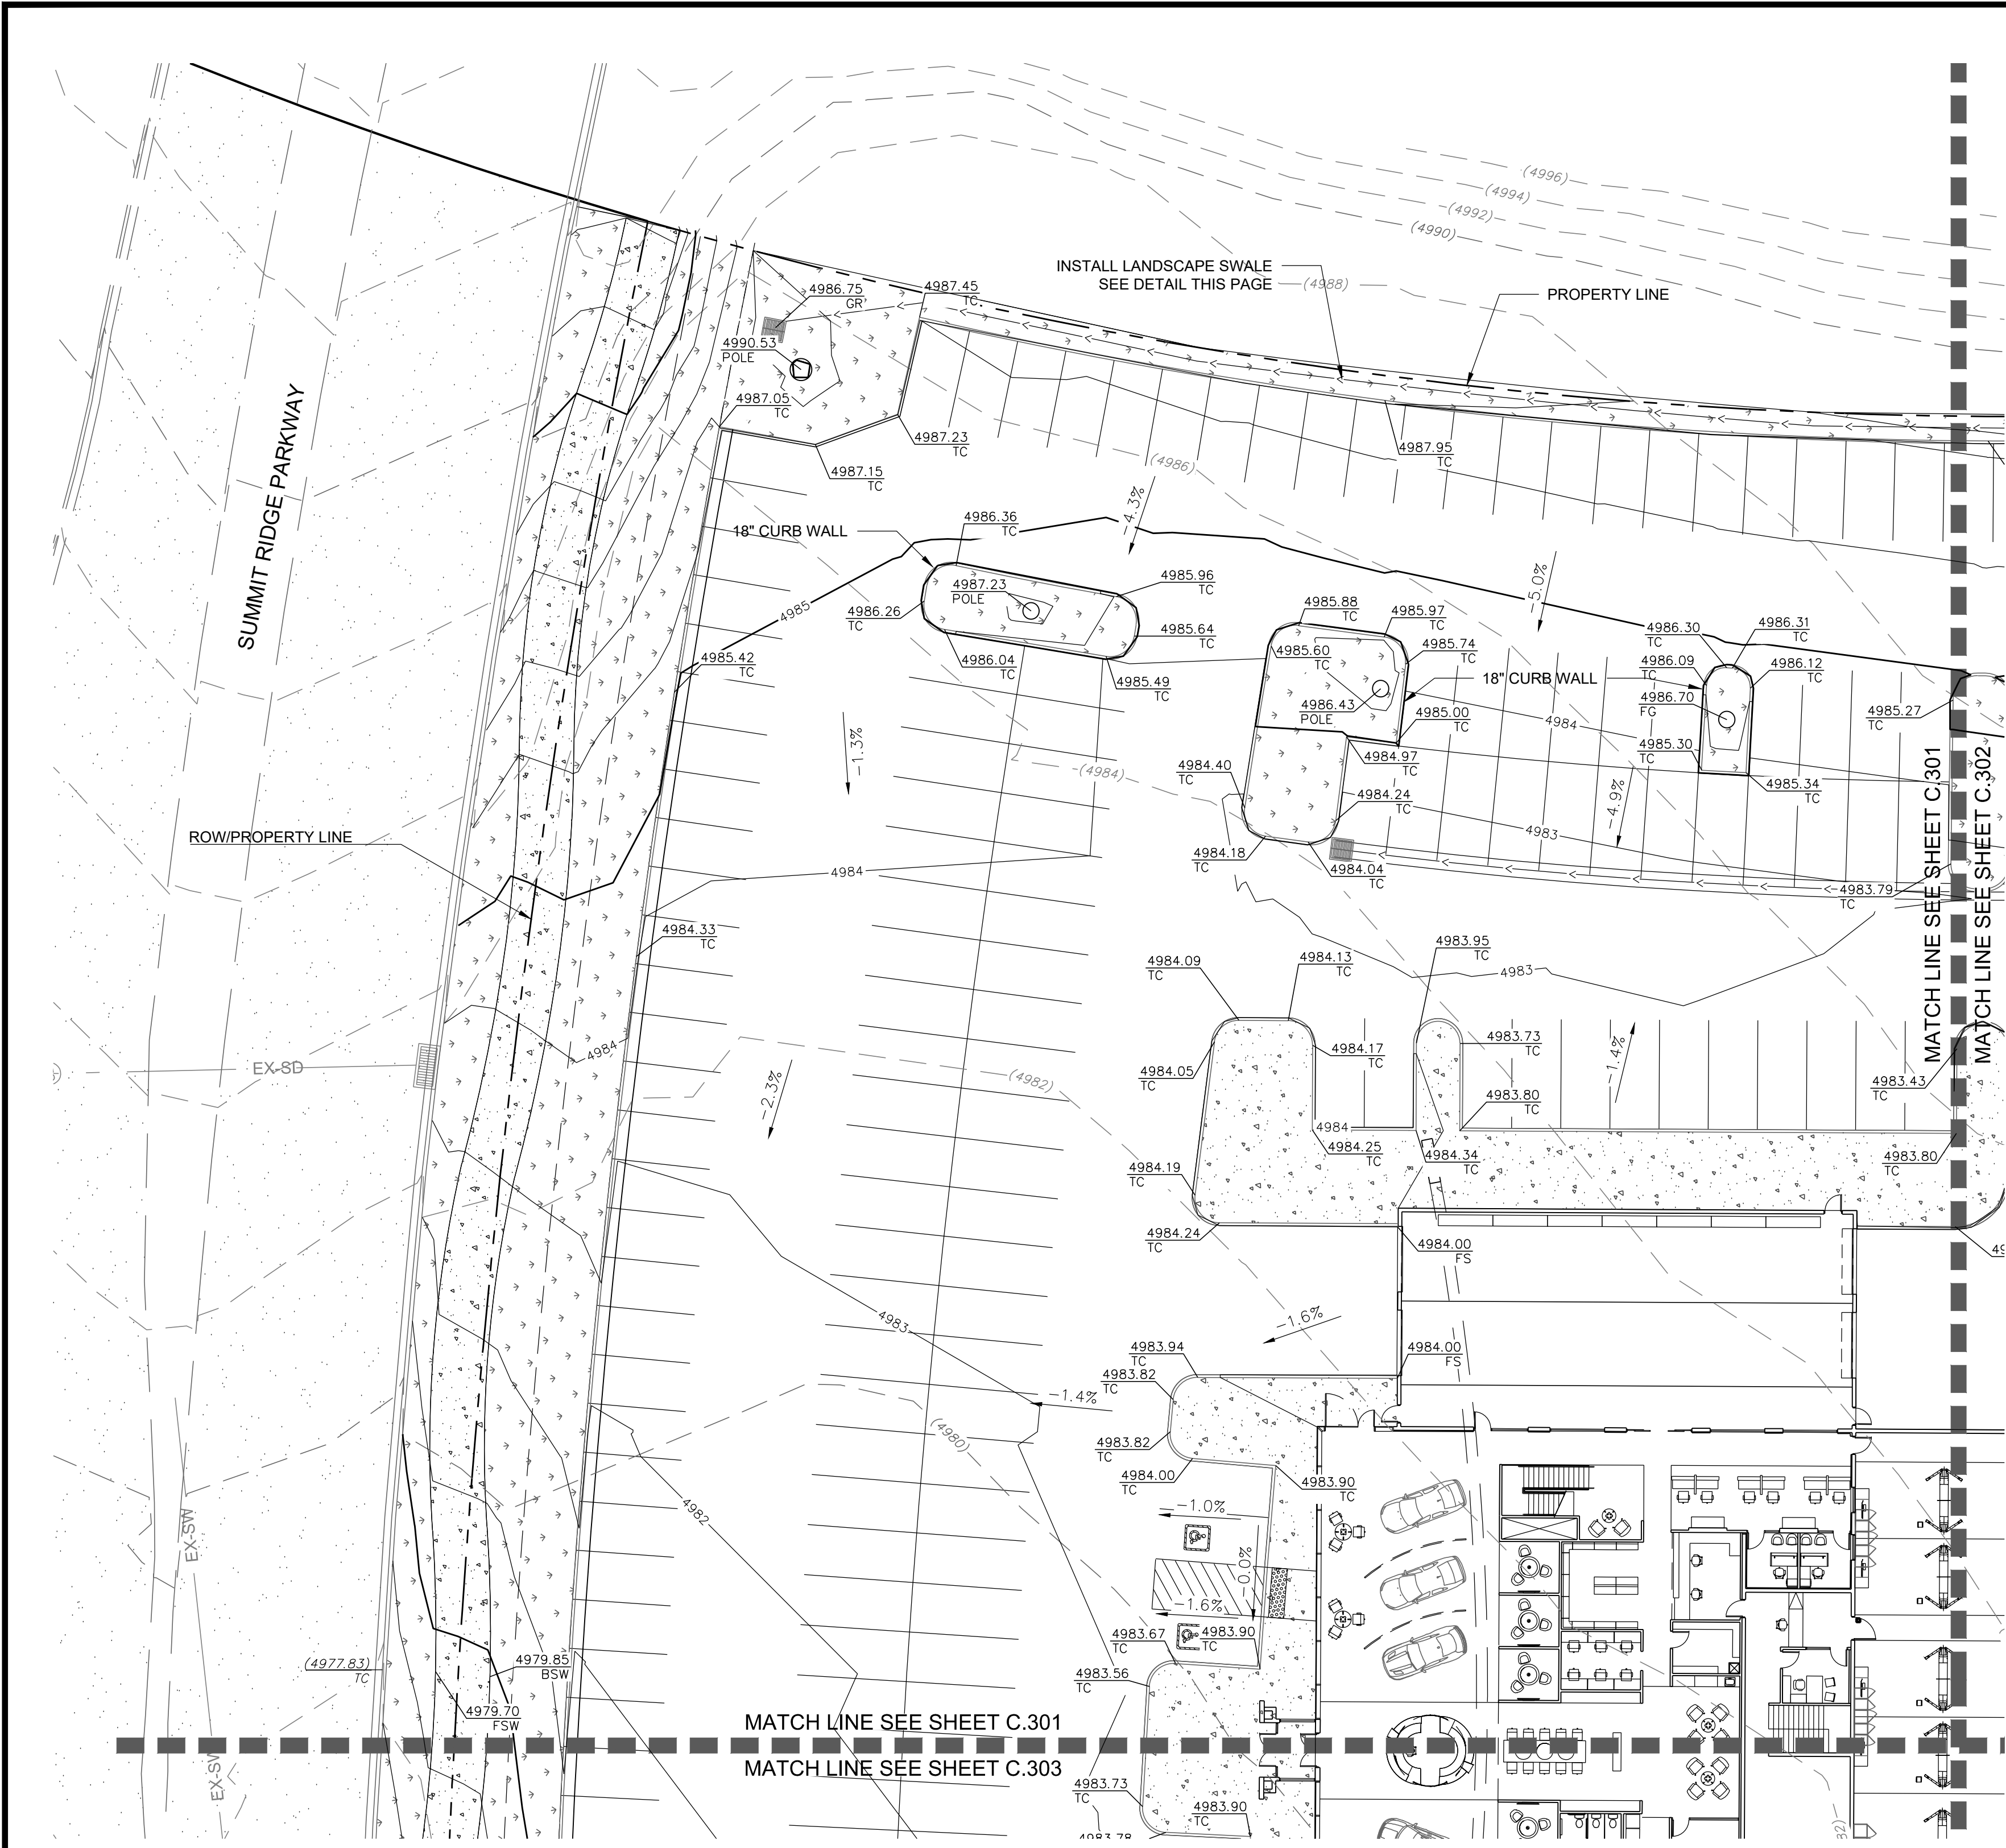 (4996)
(4994)
(4992)
(4990)
INSTALL LANDSCAPE SWALE
SEE DETAIL THIS PAGE
(4988)
PROPERTY LINE
4986.75
GR
4987.45
TC
4990.53
POLE
4987.05
TC
4987.23
TC
4987.15
TC
4987.95
TC
(4986)
-4.3%
SUMMIT RIDGE PARKWAY
18" CURB WALL
4986.36
TC
4987.23
POLE
4985.96
TC
4986.26
TC
4985.64
TC
4986.04
TC
4985.49
TC
4985
4985.42
TC
-5.0%
4985.88
TC
4985.97
TC
4985.60
TC
4985.74
TC
4986.43
POLE
4985.00
TC
18" CURB WALL
4986.30
TC
4986.31
TC
4986.09
TC
4986.12
TC
4986.70
FG
4985.30
TC
4985.34
TC
4985.27
TC
4984
4984.97
TC
4984.40
TC
4984.24
TC
-4.9%
4983
4984.18
TC
4984.04
TC
4983.79
TC
-1.3%
(4984)
MATCH LINE SEE SHEET C.301
MATCH LINE SEE SHEET C.302
ROW/PROPERTY LINE
4984
4984.33
TC
4984.09
TC
4984.13
TC
4983.95
TC
4983
4984.05
TC
4984.17
TC
4983.73
TC
-1.4%
4983.43
TC
4983.80
TC
4984
4984.25
TC
4984.34
TC
4983.80
TC
4984.19
TC
4984.24
TC
4984.00
FS
EX-SD
4984
(4982)
-2.3%
-1.6%
4983
4983.94
TC
4984.00
FS
4983.82
TC
-1.4%
(4980)
4983.82
TC
4984.00
TC
4983.90
TC
-1.0%
-0.0%
-1.6%
4982
EX-SW
4983.67
TC
4983.90
TC
4983.56
TC
(4977.83)
TC
4979.85
BSW
4979.70
FSW
MATCH LINE SEE SHEET C.301
MATCH LINE SEE SHEET C.303
EX-SW
4983.73
TC
4983.90
TC
4983.78